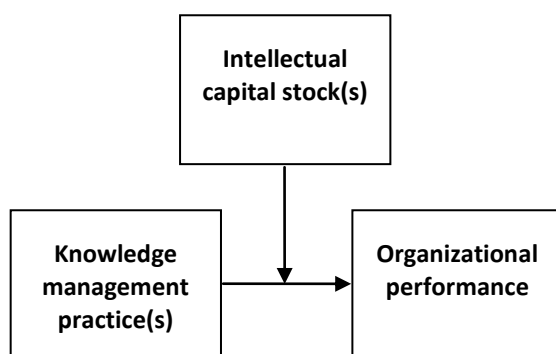 Intellectual
capital stock(s)
Knowledge
management
practice(s)
Organizational
performance